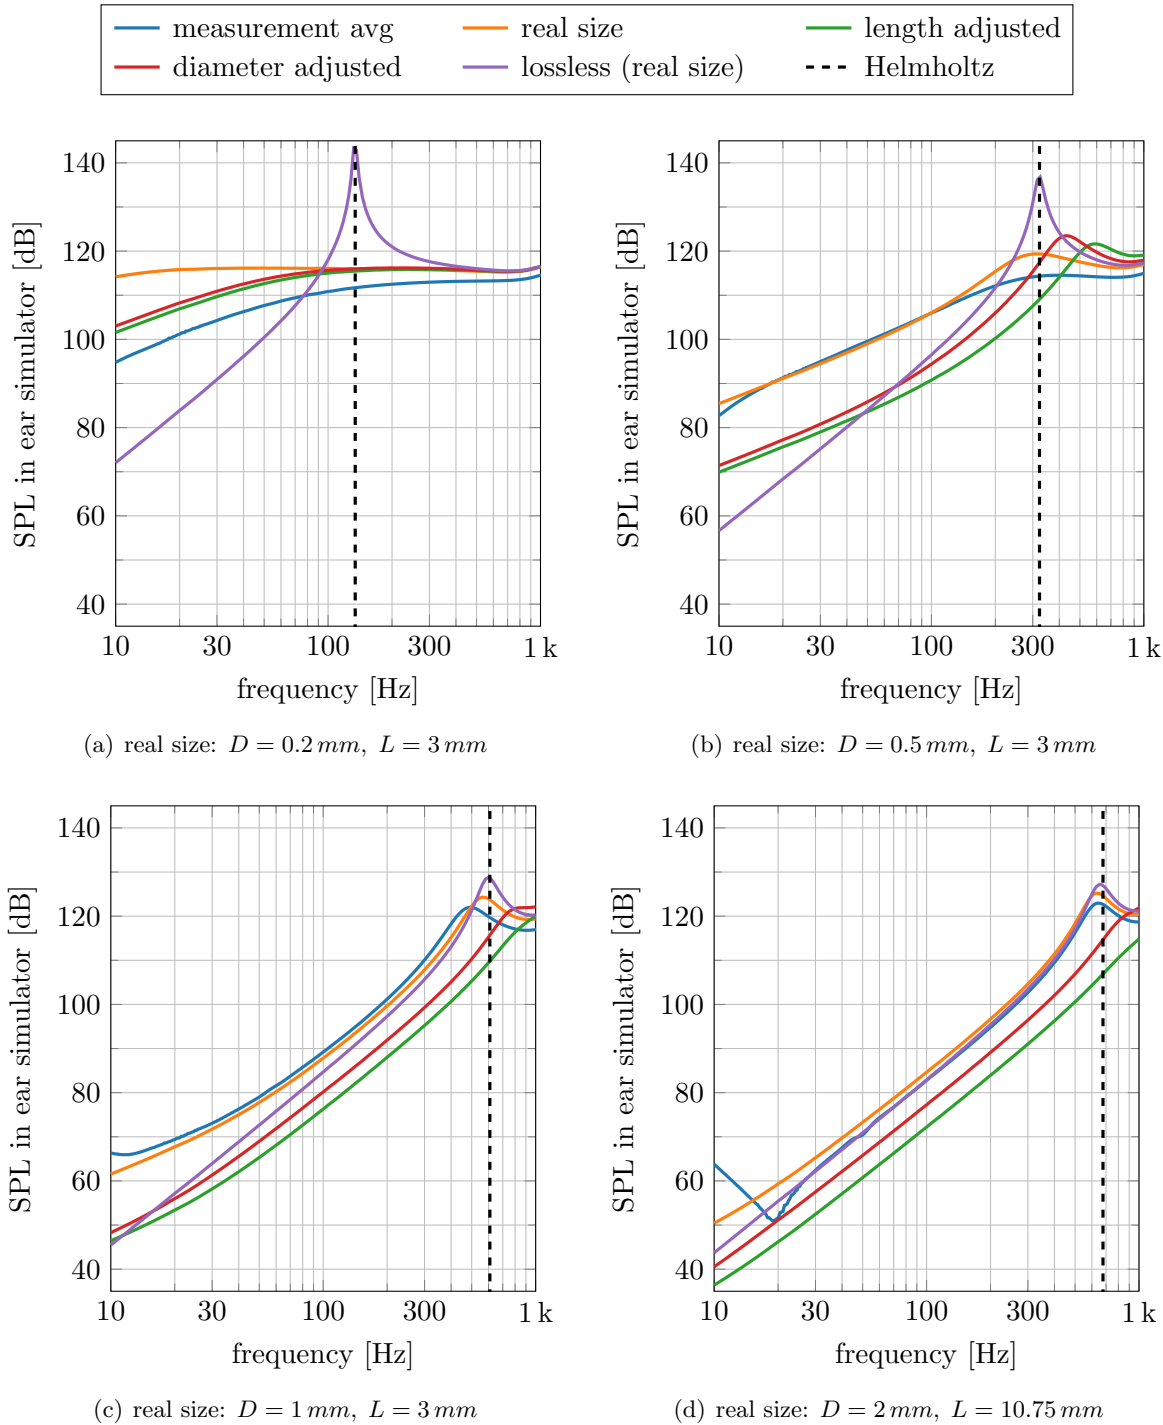 measurement avg real size length adjusted
diameter adjusted lossless (real size) Helmholtz
140
120
100
80
60
40
SPL in ear simulator [dB]
10 30 100 300 1 k
frequency [Hz]
(a) real size: D = 0.2 mm, L = 3 mm
140
120
100
80
60
40
SPL in ear simulator [dB]
10 30 100 300 1 k
frequency [Hz]
(b) real size: D = 0.5 mm, L = 3 mm
140
120
100
80
60
40
SPL in ear simulator [dB]
10 30 100 300 1 k
frequency [Hz]
(c) real size: D = 1 mm, L = 3 mm
140
120
100
80
60
40
SPL in ear simulator [dB]
10 30 100 300 1 k
frequency [Hz]
(d) real size: D = 2 mm, L = 10.75 mm